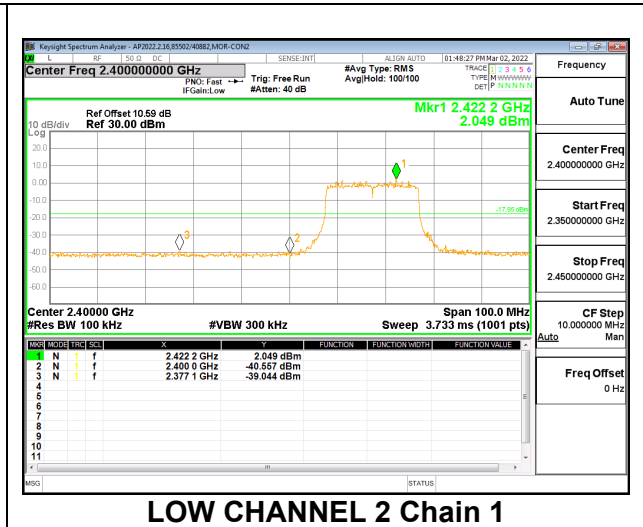 Keysight Spectrum Analyzer - AP2022.2.16,85502/40882,MOR-CON2
L RF 50 Ω DC SENSE:INT ALIGN AUTO 01:48:27 PM Mar 02, 2022
Center Freq 2.400000000 GHz
PNO: Fast
IFGain:Low
Trig: Free Run
#Atten: 40 dB
#Avg Type: RMS
Avg|Hold: 100/100
TRACE 1 2 3 4 5 6
TYPE M WWWWW
DET P N N N N N
Frequency
Auto Tune
Center Freq
2.400000000 GHz
Start Freq
2.350000000 GHz
Stop Freq
2.450000000 GHz
CF Step
10.000000 MHz
Auto Man
Freq Offset
0 Hz
Mkr1 2.422 2 GHz
2.049 dBm
Ref Offset 10.59 dB
10 dB/div Ref 30.00 dBm
Log
20.0
10.0
0.00
-10.0
-20.0
-30.0
-40.0
-50.0
-60.0
1
-17.95 dBm
3
2
Center 2.40000 GHz Span 100.0 MHz
#Res BW 100 kHz #VBW 300 kHz Sweep 3.733 ms (1001 pts)
MKR MODE TRC SCL X Y FUNCTION FUNCTION WIDTH FUNCTION VALUE
1 N 1 f 2.422 2 GHz 2.049 dBm
2 N 1 f 2.400 0 GHz -40.557 dBm
3 N 1 f 2.377 1 GHz -39.044 dBm
4
5
6
7
8
9
10
11
MSG STATUS
LOW CHANNEL 2 Chain 1